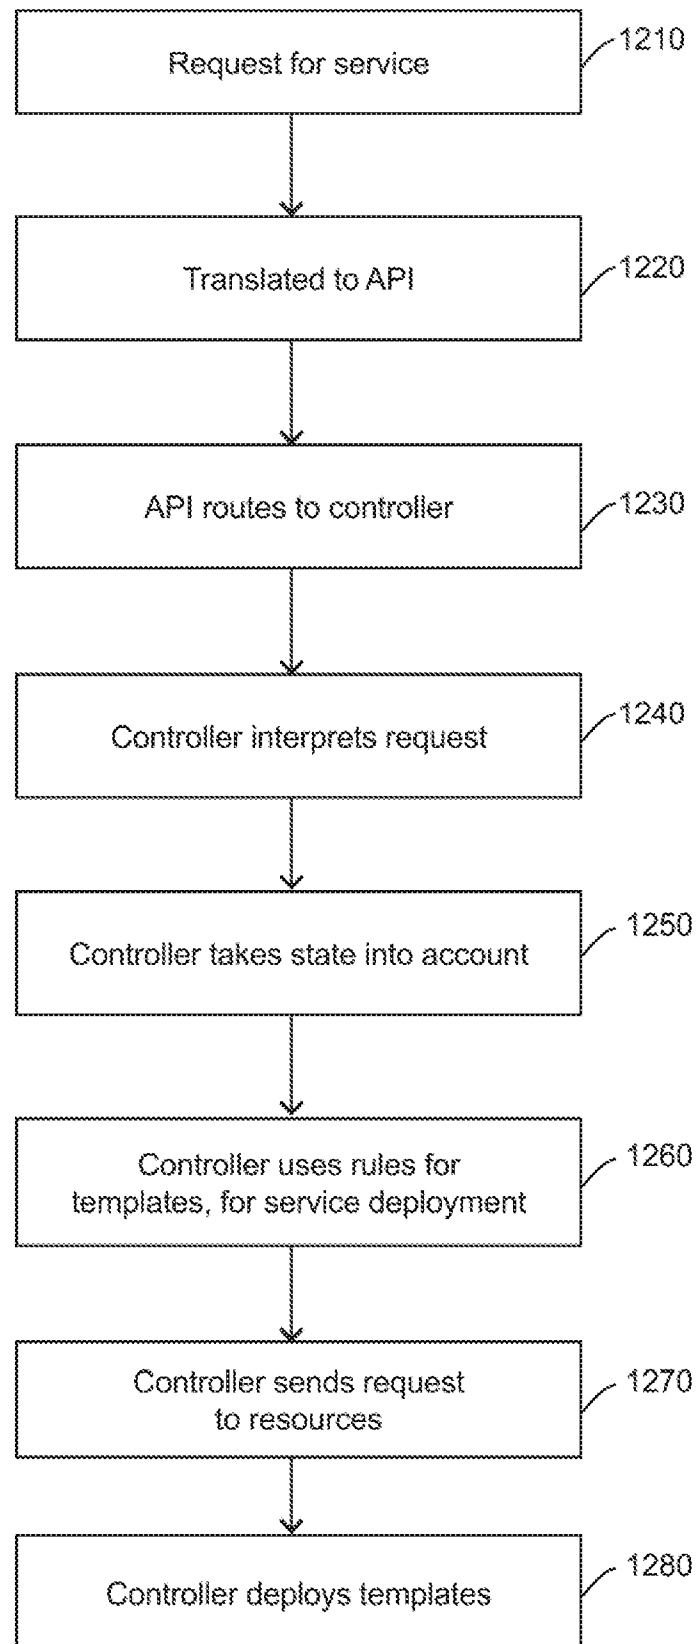 Request for service
1210
Translated to API
1220
API routes to controller
1230
Controller interprets request
1240
Controller takes state into account
1250
Controller uses rules for
templates, for service deployment
1260
Controller sends request
to resources
1270
Controller deploys templates
1280